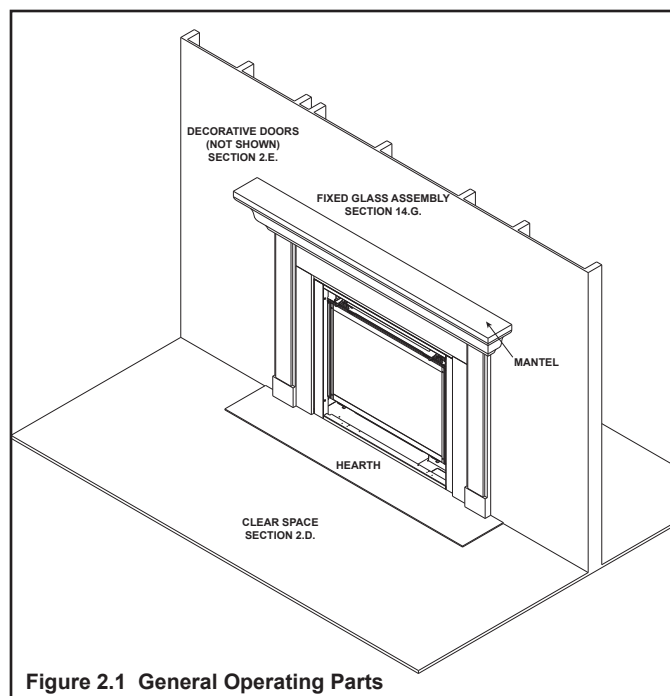 DECORATIVE DOORS
(NOT SHOWN)
SECTION 2.E.
FIXED GLASS ASSEMBLY
SECTION 14.G.
MANTEL
HEARTH
CLEAR SPACE
SECTION 2.D.
Figure 2.1 General Operating Parts